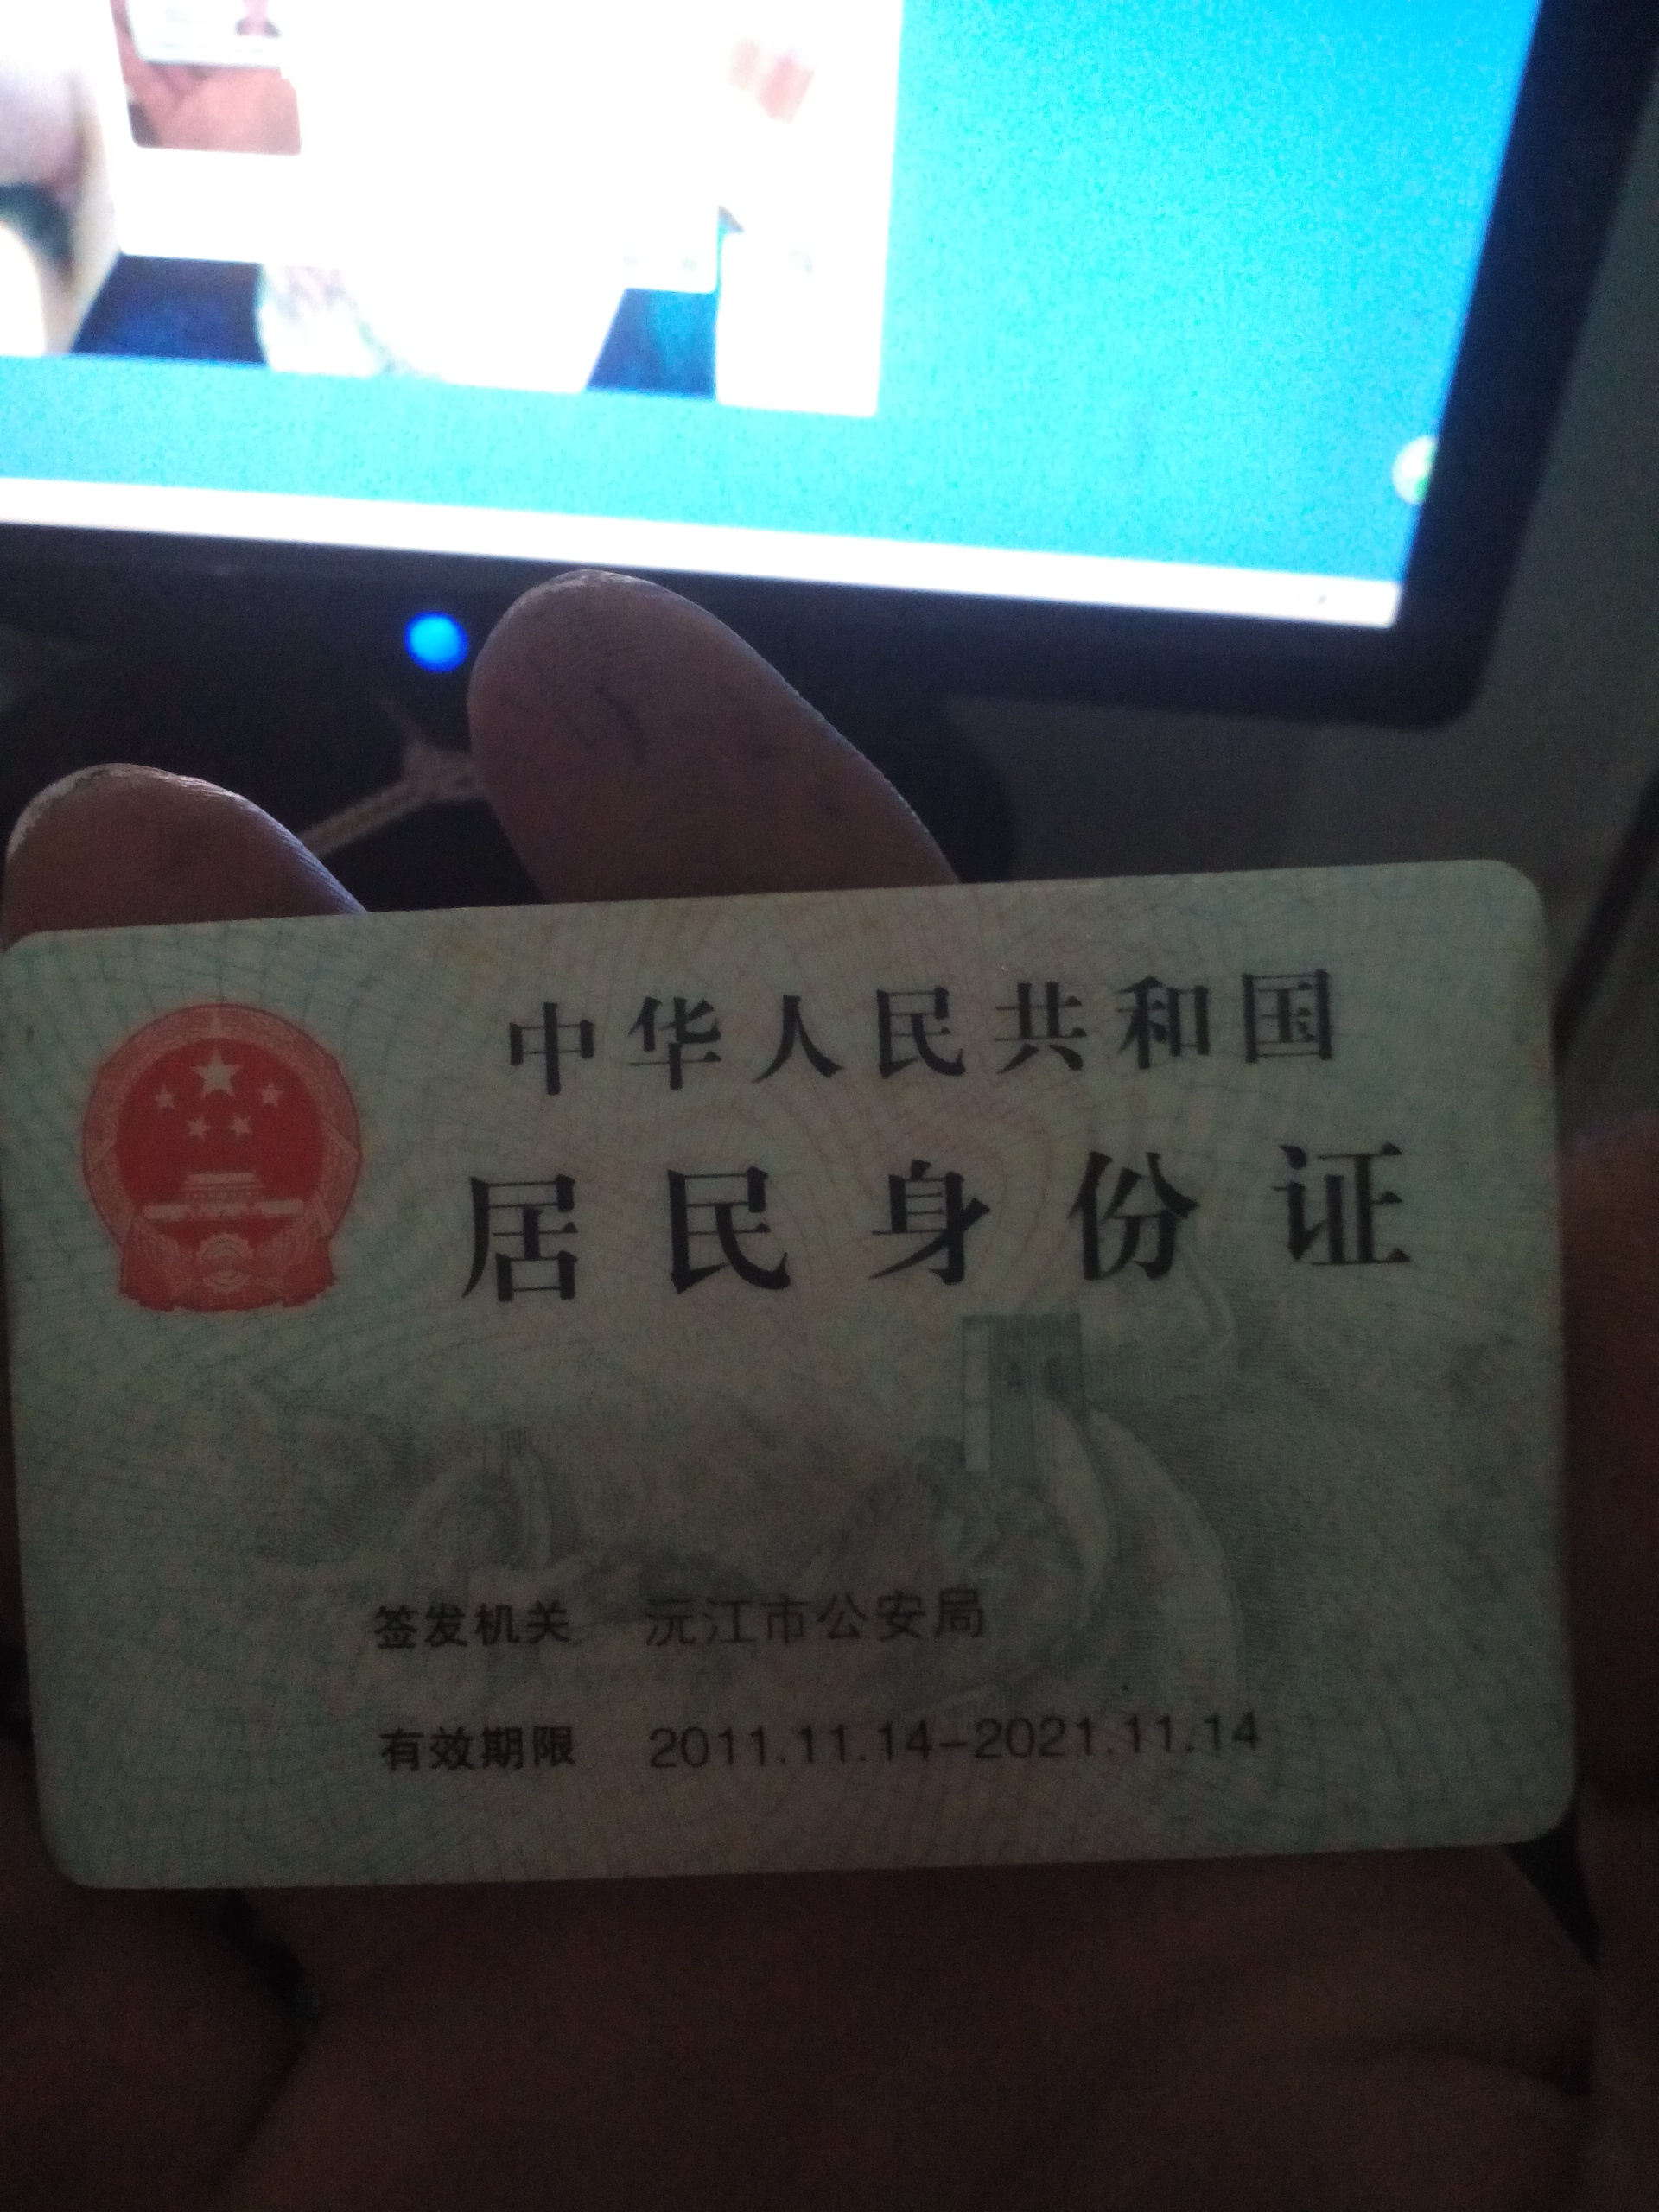 中华人民共和国
居民身份证
签发机关 沅江市公安局
有效期限 2011.11.14-2021.11.14